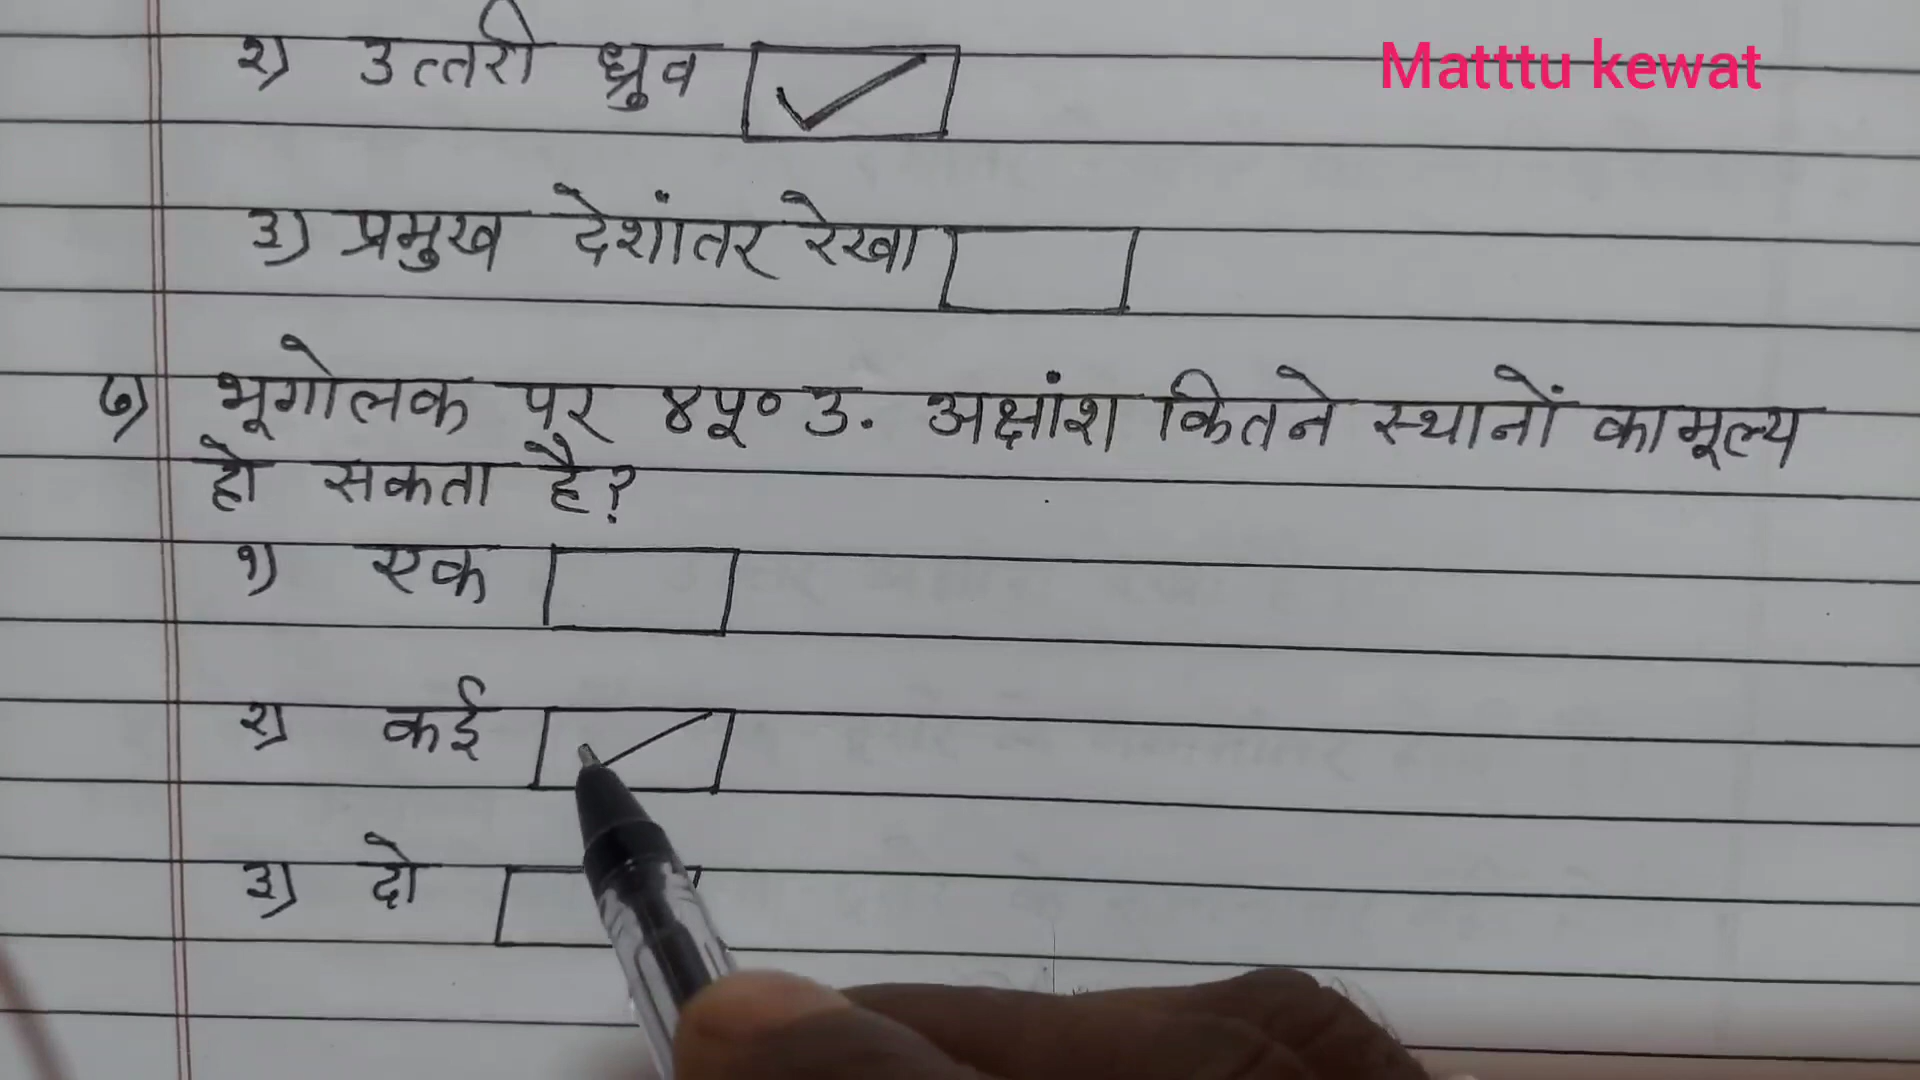 २) उत्तरी ध्रुव
Matttu kewat
३) प्रमुख देशांतर रेखा
७) भूगोलक पर ४५° उ. अक्षांश कितने स्थानों का मूल्य
हो सकता है?
१) एक
२) कई
३) दो